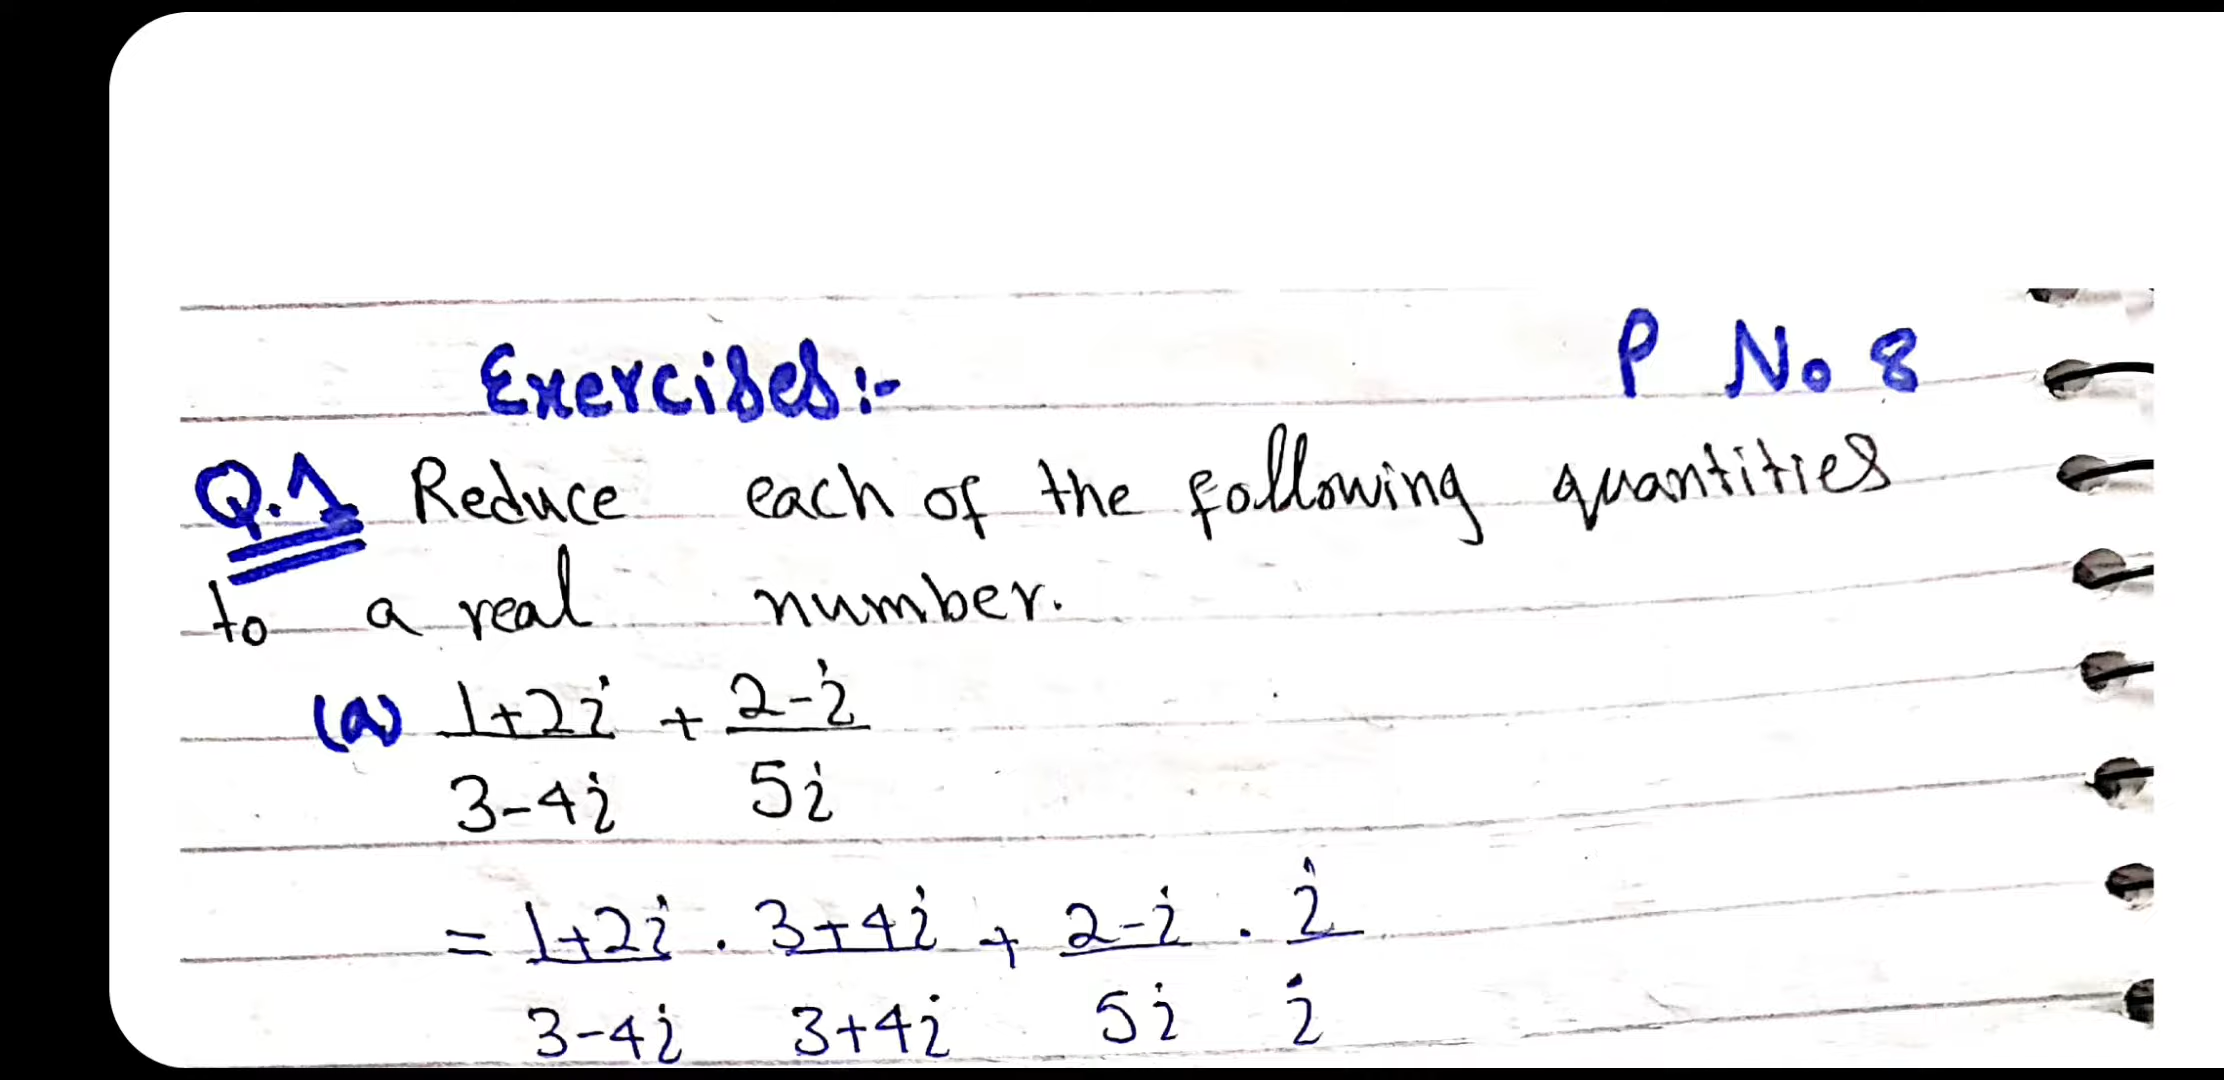 Exercises:-
P No 8
Q.1 Reduce each of the following quantities
to a real number.
(a) 1+2i + 2-i
3-4i 5i
= 1+2i . 3+4i + 2-i . i
3-4i 3+4i 5i i